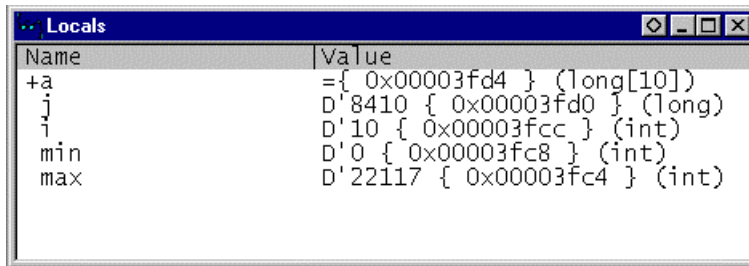 Locals
Name Value
+a ={ 0x00003fd4 } (long[10])
j D'8410 { 0x00003fd0 } (long)
i D'10 { 0x00003fcc } (int)
min D'0 { 0x00003fc8 } (int)
max D'22117 { 0x00003fc4 } (int)